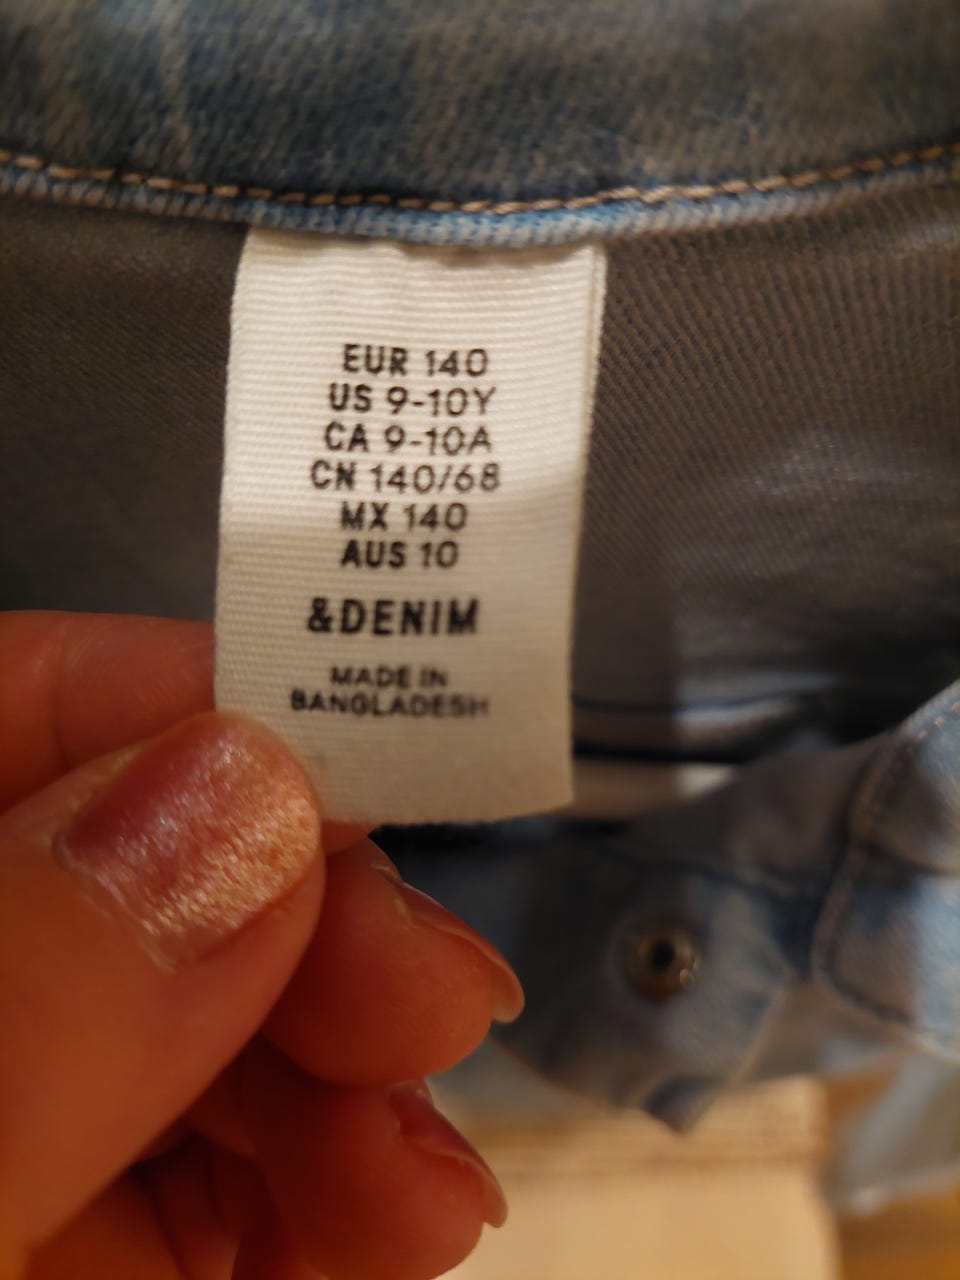 EUR 140
US 9-10Y
CA 9-10A
CN 140/68
MX 140
AUS 10
&DENIM
MADE IN
BANGLADESH